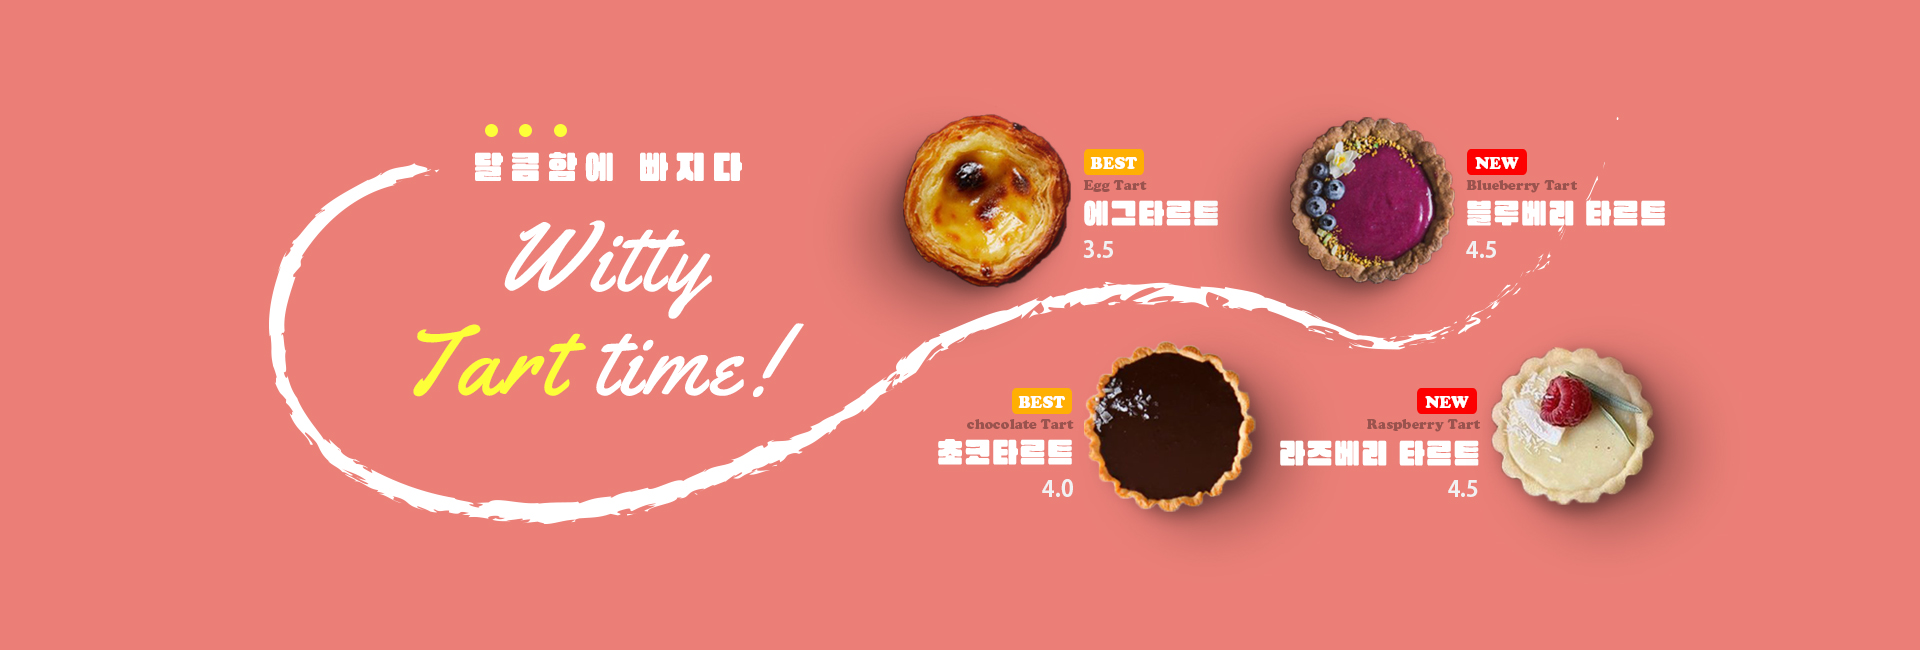 달콤함에 빠지다
Witty
Tart time!
BEST
Egg Tart
에그타르트
3.5
NEW
Blueberry Tart
블루베리 타르트
4.5
BEST
chocolate Tart
초코타르트
4.0
NEW
Raspberry Tart
라즈베리 타르트
4.5